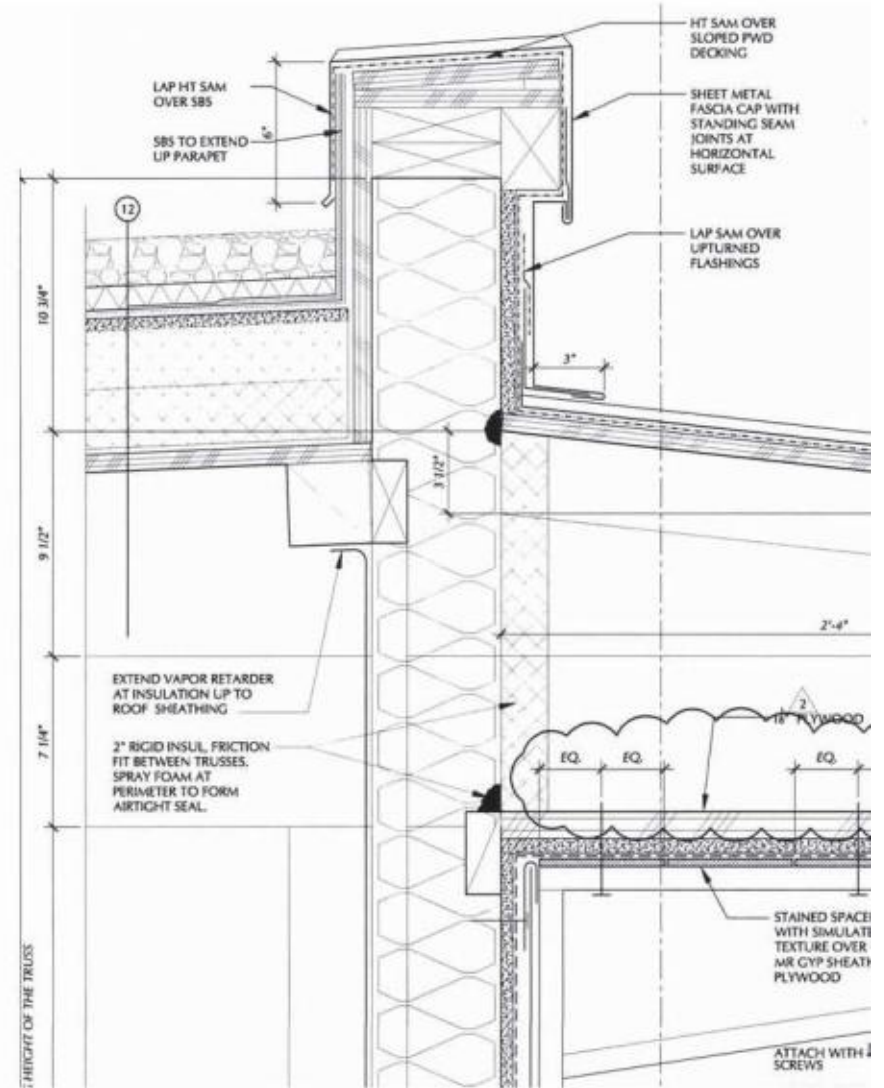 HT SAM OVER
SLOPED PWD
DECKING
LAP HT SAM
OVER SBS
SBS TO EXTEND
UP PARAPET
6"
SHEET METAL
FASCIA CAP WITH
STANDING SEAM
JOINTS AT
HORIZONTAL
SURFACE
12
LAP SAM OVER
UPTURNED
FLASHINGS
10 3/4"
3"
3 1/2"
9 1/2"
2'-4"
EXTEND VAPOR RETARDER
AT INSULATION UP TO
ROOF SHEATHING
2
PLYWOOD
7 1/4"
2" RIGID INSUL, FRICTION
FIT BETWEEN TRUSSES.
SPRAY FOAM AT
PERIMETER TO FORM
AIRTIGHT SEAL.
EQ.
EQ.
EQ.
STAINED SPACE
WITH SIMULATE
TEXTURE OVER
MR GYP SHEATH
PLYWOOD
HEIGHT OF THE TRUSS
ATTACH WITH
SCREWS